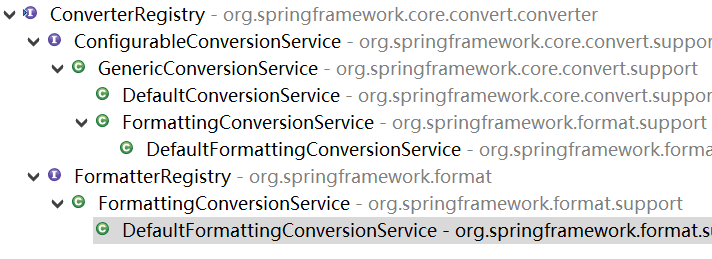 ConverterRegistry - org.springframework.core.convert.converter
ConfigurableConversionService - org.springframework.core.convert.suppor
GenericConversionService - org.springframework.core.convert.support
DefaultConversionService - org.springframework.core.convert.suppor
FormattingConversionService - org.springframework.format.support
DefaultFormattingConversionService - org.springframework.forma
FormatterRegistry - org.springframework.format
FormattingConversionService - org.springframework.format.support
DefaultFormattingConversionService - org.springframework.format.su